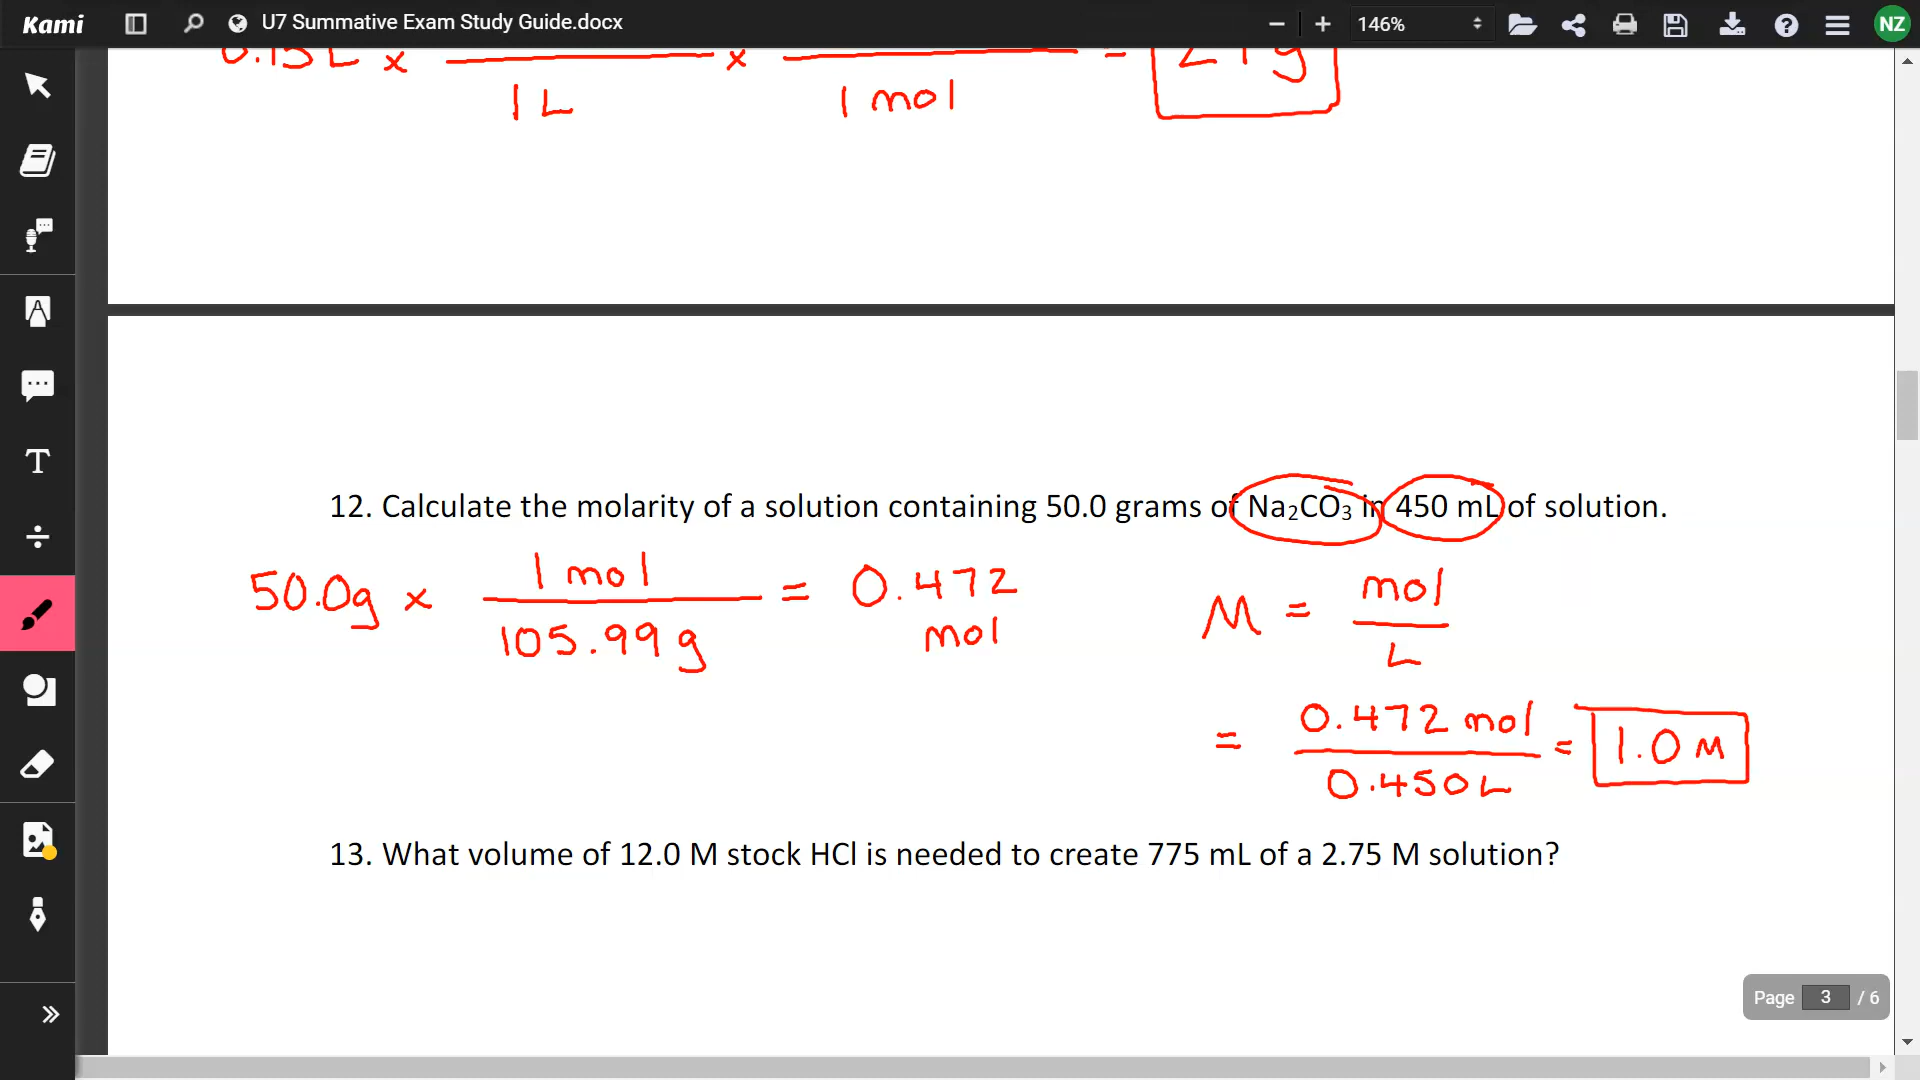 Kami U7 Summative Exam Study Guide.docx 146% NZ
0.15 L x ——— x ——— =
1 L 1 mol
12. Calculate the molarity of a solution containing 50.0 grams of Na₂CO₃ in 450 mL of solution.
50.0g × 1 mol / 105.99 g = 0.472 mol
M = mol / L
= 0.472 mol / 0.450 L = 1.0 M
13. What volume of 12.0 M stock HCl is needed to create 775 mL of a 2.75 M solution?
Page 3 / 6